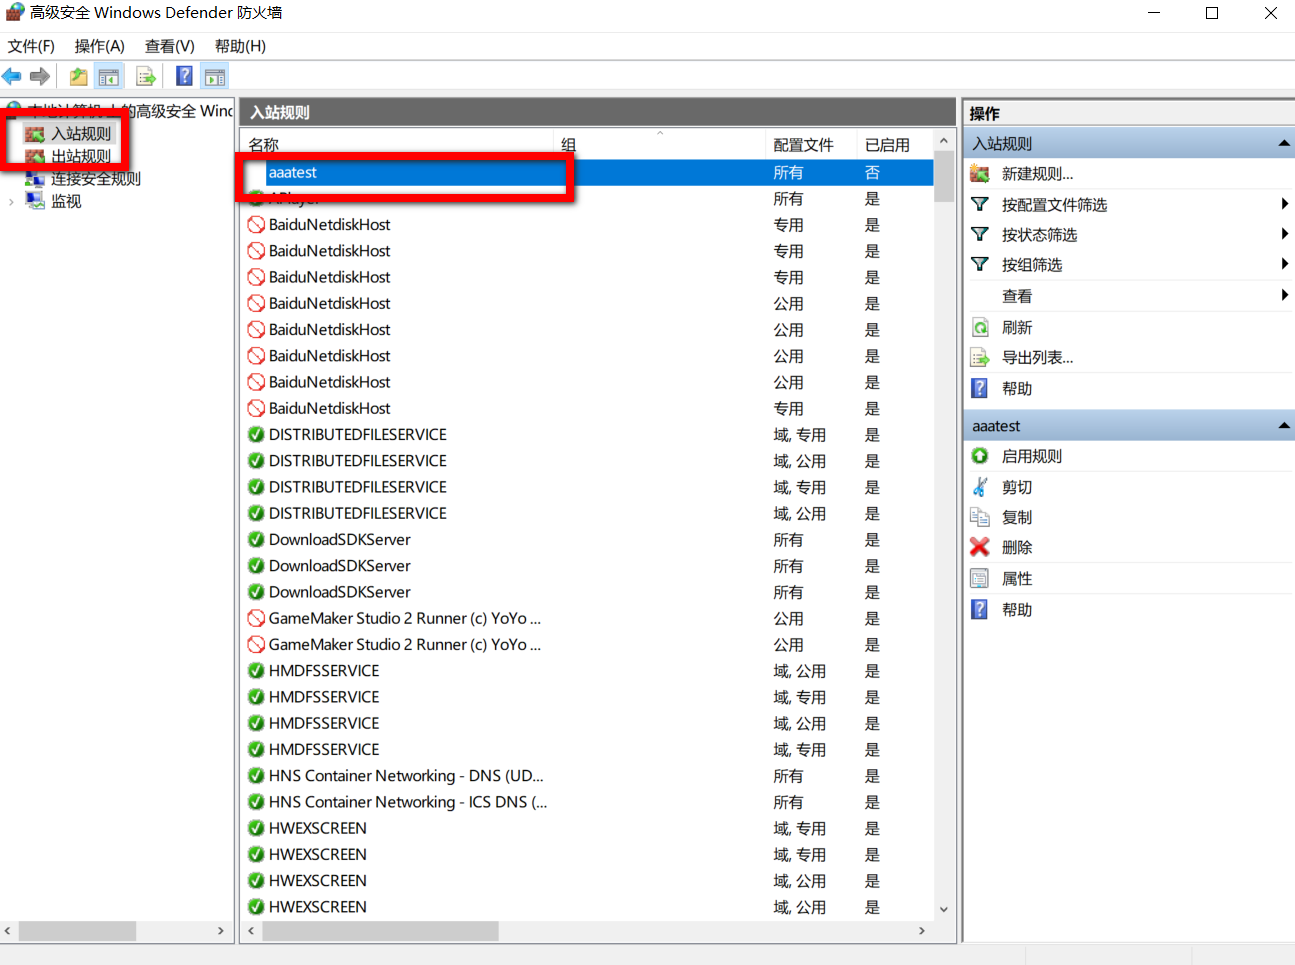 高级安全 Windows Defender 防火墙
文件(F) 操作(A) 查看(V) 帮助(H)
本地计算机上的高级安全 Wind
入站规则
出站规则
连接安全规则
监视
入站规则
名称 组 配置文件 已启用
aaatest 所有 否
APlayer 所有 是
BaiduNetdiskHost 专用 是
BaiduNetdiskHost 专用 是
BaiduNetdiskHost 专用 是
BaiduNetdiskHost 公用 是
BaiduNetdiskHost 公用 是
BaiduNetdiskHost 公用 是
BaiduNetdiskHost 公用 是
BaiduNetdiskHost 专用 是
DISTRIBUTEDFILESERVICE 域, 专用 是
DISTRIBUTEDFILESERVICE 域, 公用 是
DISTRIBUTEDFILESERVICE 域, 专用 是
DISTRIBUTEDFILESERVICE 域, 公用 是
DownloadSDKServer 所有 是
DownloadSDKServer 所有 是
DownloadSDKServer 所有 是
GameMaker Studio 2 Runner (c) YoYo ... 公用 是
GameMaker Studio 2 Runner (c) YoYo ... 公用 是
HMDFSSERVICE 域, 公用 是
HMDFSSERVICE 域, 专用 是
HMDFSSERVICE 域, 公用 是
HMDFSSERVICE 域, 专用 是
HNS Container Networking - DNS (UD... 所有 是
HNS Container Networking - ICS DNS (... 所有 是
HWEXSCREEN 域, 专用 是
HWEXSCREEN 域, 专用 是
HWEXSCREEN 域, 公用 是
HWEXSCREEN 域, 公用 是
操作
入站规则
新建规则...
按配置文件筛选
按状态筛选
按组筛选
查看
刷新
导出列表...
帮助
aaatest
启用规则
剪切
复制
删除
属性
帮助